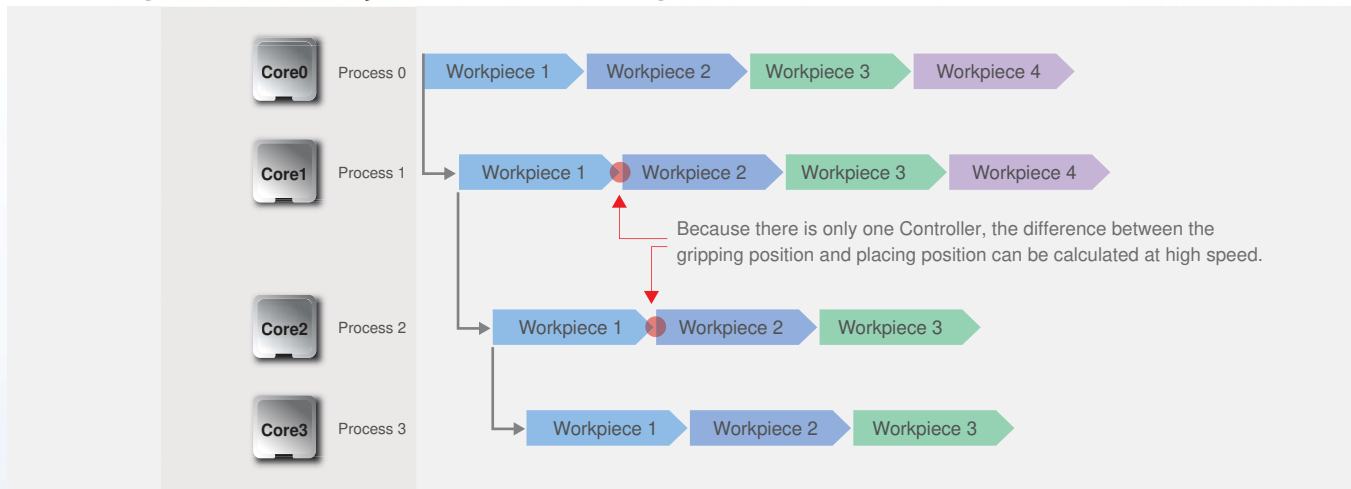 Core0 Process 0 Workpiece 1 Workpiece 2 Workpiece 3 Workpiece 4
Core1 Process 1 Workpiece 1 Workpiece 2 Workpiece 3 Workpiece 4
Because there is only one Controller, the difference between the
gripping position and placing position can be calculated at high speed.
Core2 Process 2 Workpiece 1 Workpiece 2 Workpiece 3
Core3 Process 3 Workpiece 1 Workpiece 2 Workpiece 3